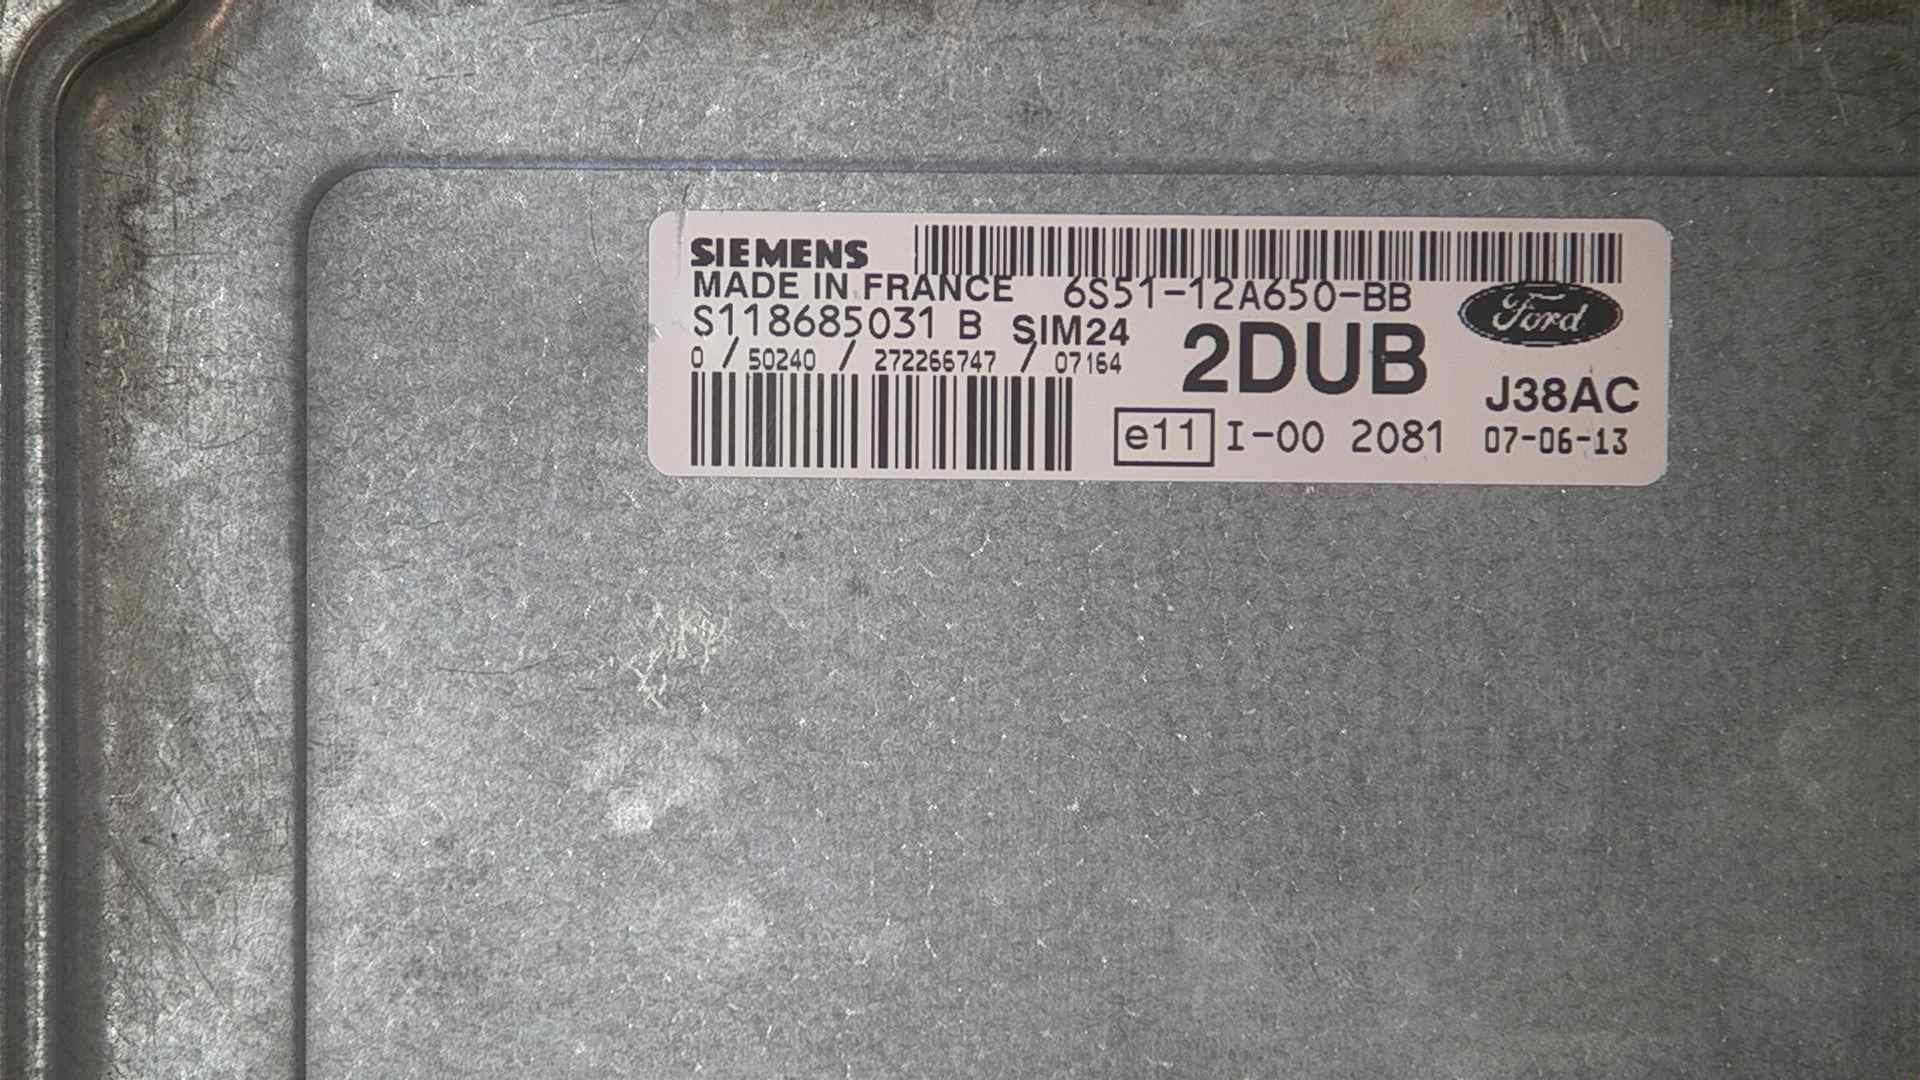 SIEMENS
MADE IN FRANCE 6S51-12A650-BB
S118685031 B SIM24 2DUB Ford
0 / 50240 / 272266747 / 07164
J38AC
e11 I-00 2081 07-06-13